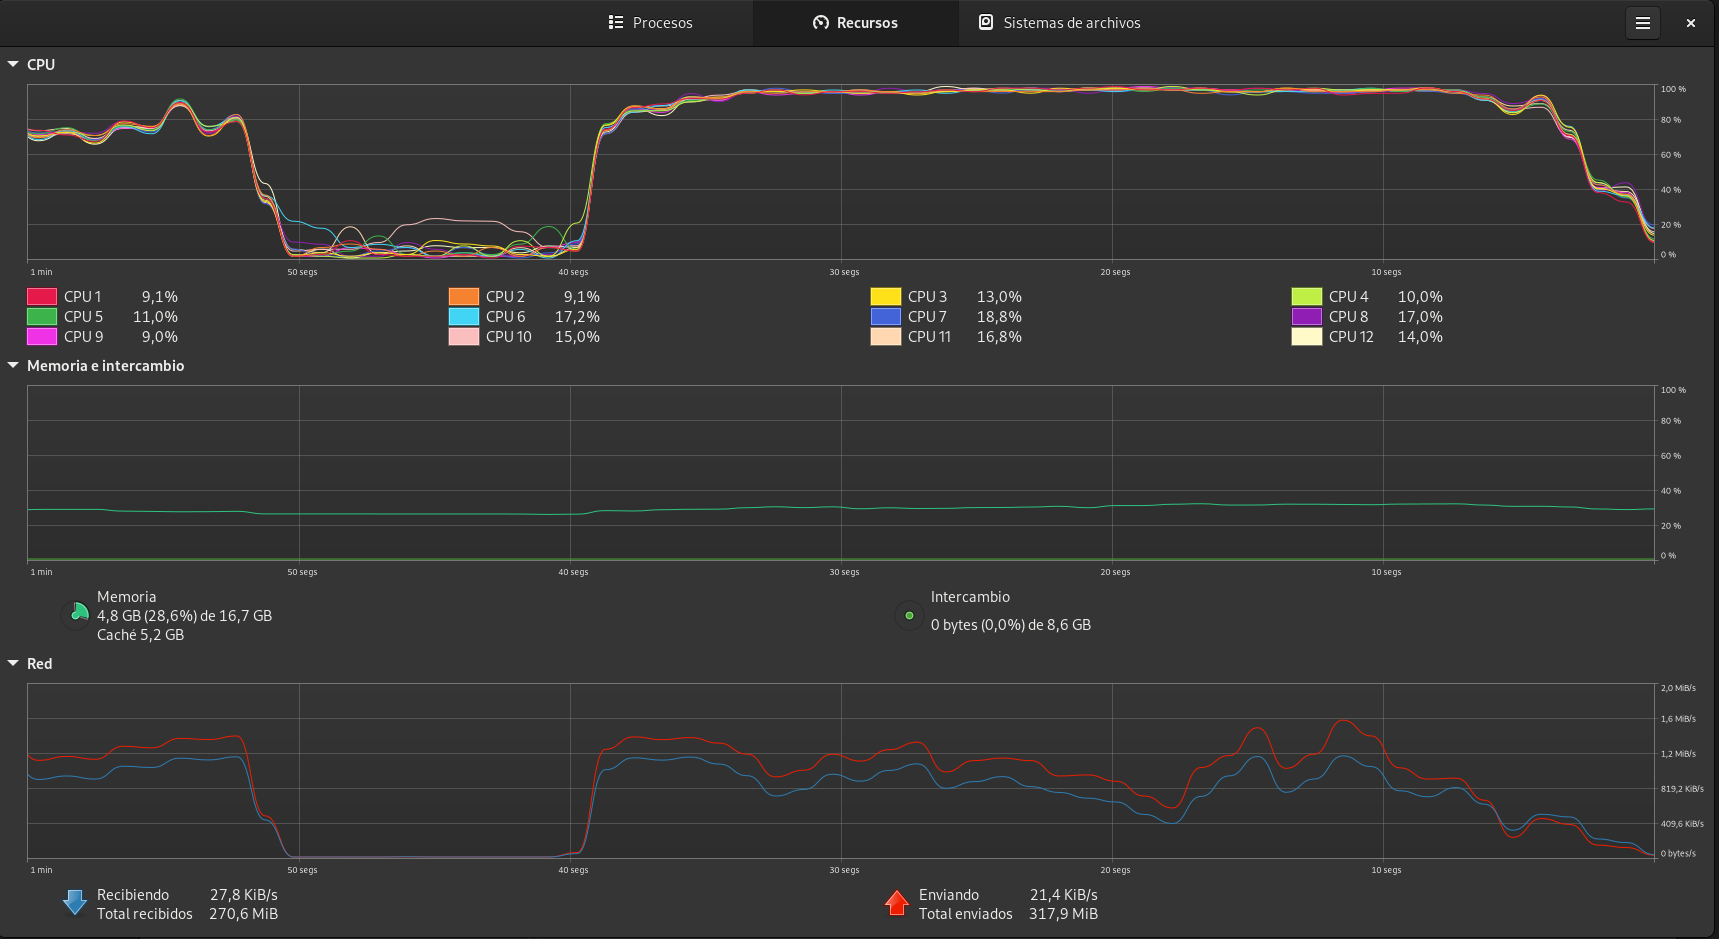 Procesos Recursos Sistemas de archivos
CPU
100 %
80 %
60 %
40 %
20 %
0 %
1 min 50 segs 40 segs 30 segs 20 segs 10 segs
CPU 1 9,1% CPU 2 9,1% CPU 3 13,0% CPU 4 10,0%
CPU 5 11,0% CPU 6 17,2% CPU 7 18,8% CPU 8 17,0%
CPU 9 9,0% CPU 10 15,0% CPU 11 16,8% CPU 12 14,0%
Memoria e intercambio
100 %
80 %
60 %
40 %
20 %
0 %
1 min 50 segs 40 segs 30 segs 20 segs 10 segs
Memoria
4,8 GB (28,6%) de 16,7 GB
Caché 5,2 GB
Intercambio
0 bytes (0,0%) de 8,6 GB
Red
2,0 MiB/s
1,6 MiB/s
1,2 MiB/s
819,2 KiB/s
409,6 KiB/s
0 bytes/s
1 min 50 segs 40 segs 30 segs 20 segs 10 segs
Recibiendo 27,8 KiB/s
Total recibidos 270,6 MiB
Enviando 21,4 KiB/s
Total enviados 317,9 MiB